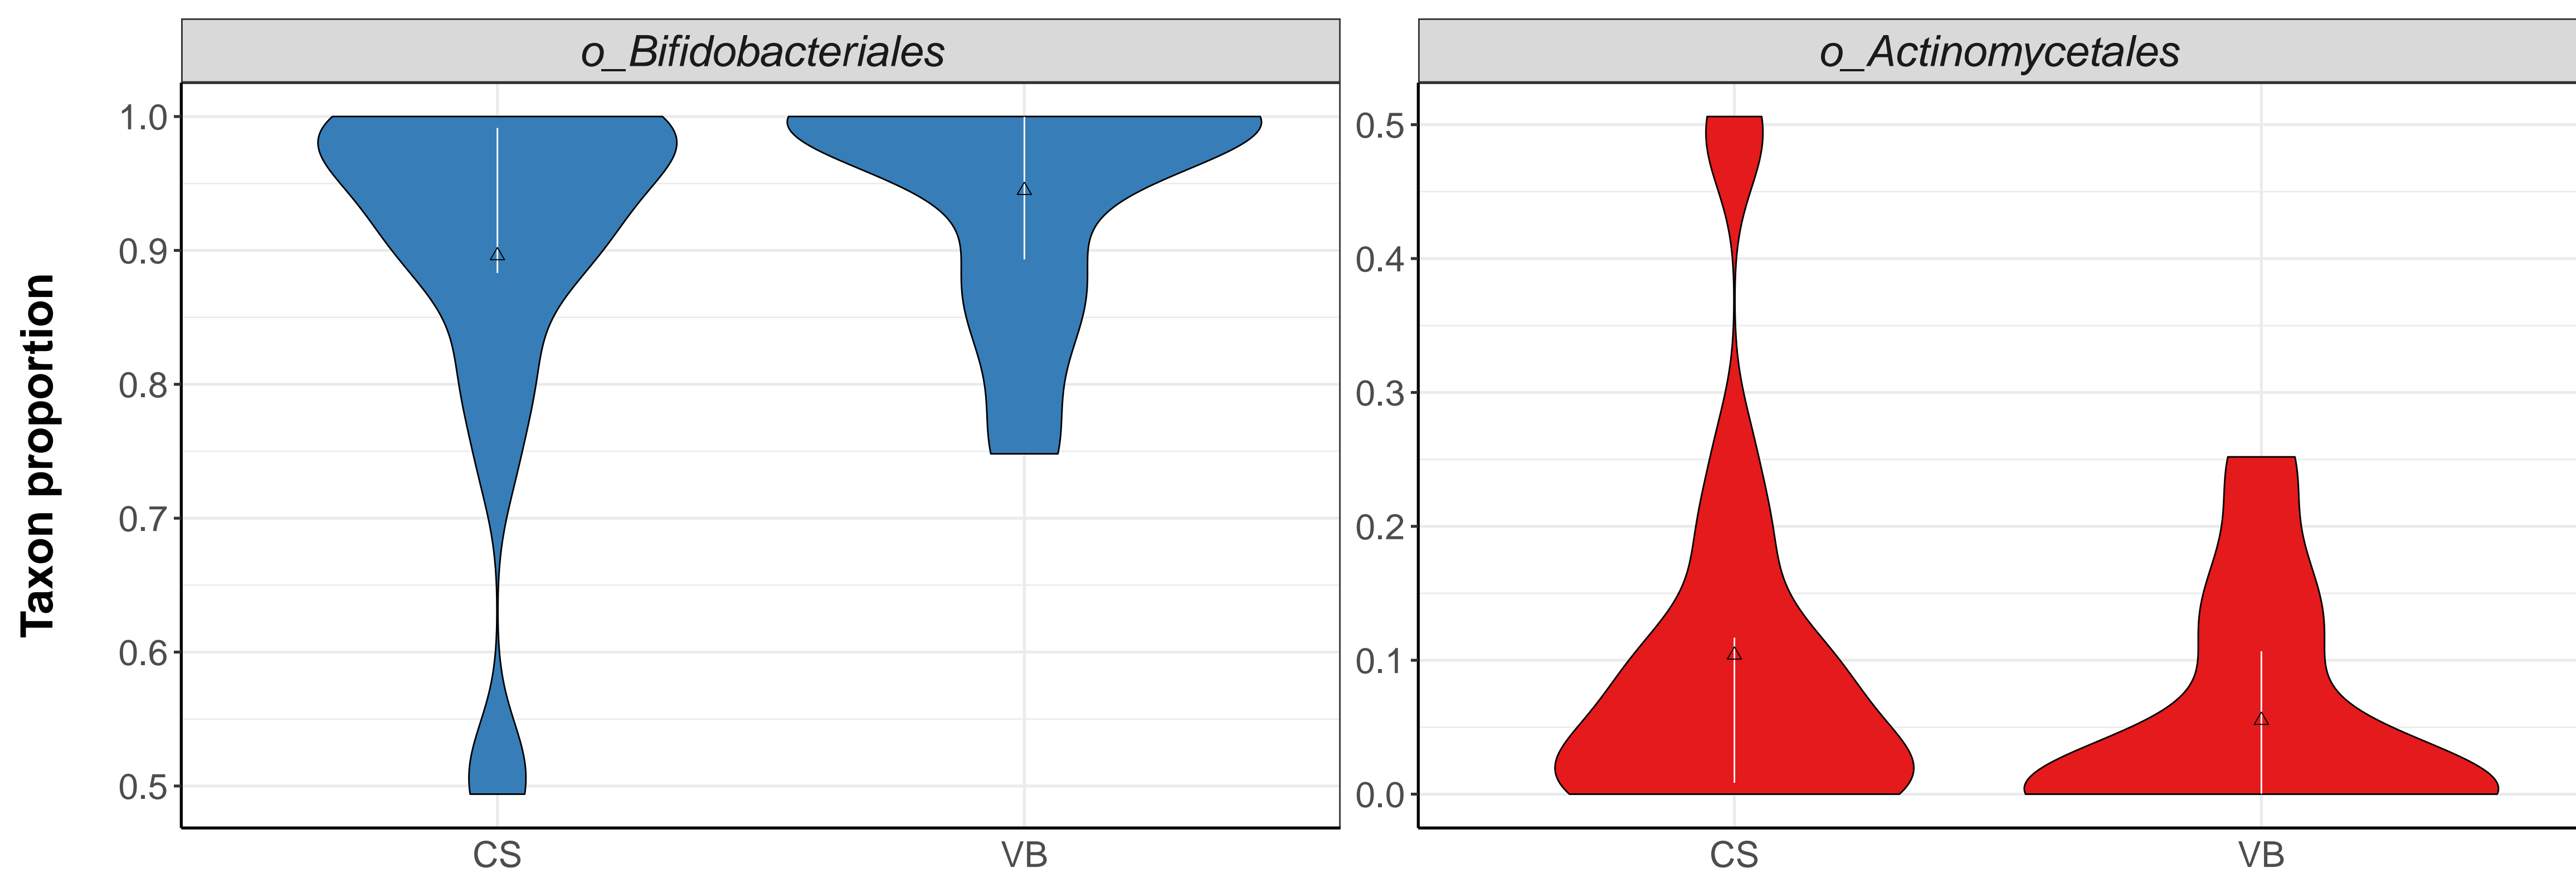 o_Bifidobacteriales
o_Actinomycetales
Taxon proportion
1.0
0.9
0.8
0.7
0.6
0.5
CS
VB
0.5
0.4
0.3
0.2
0.1
0.0
CS
VB